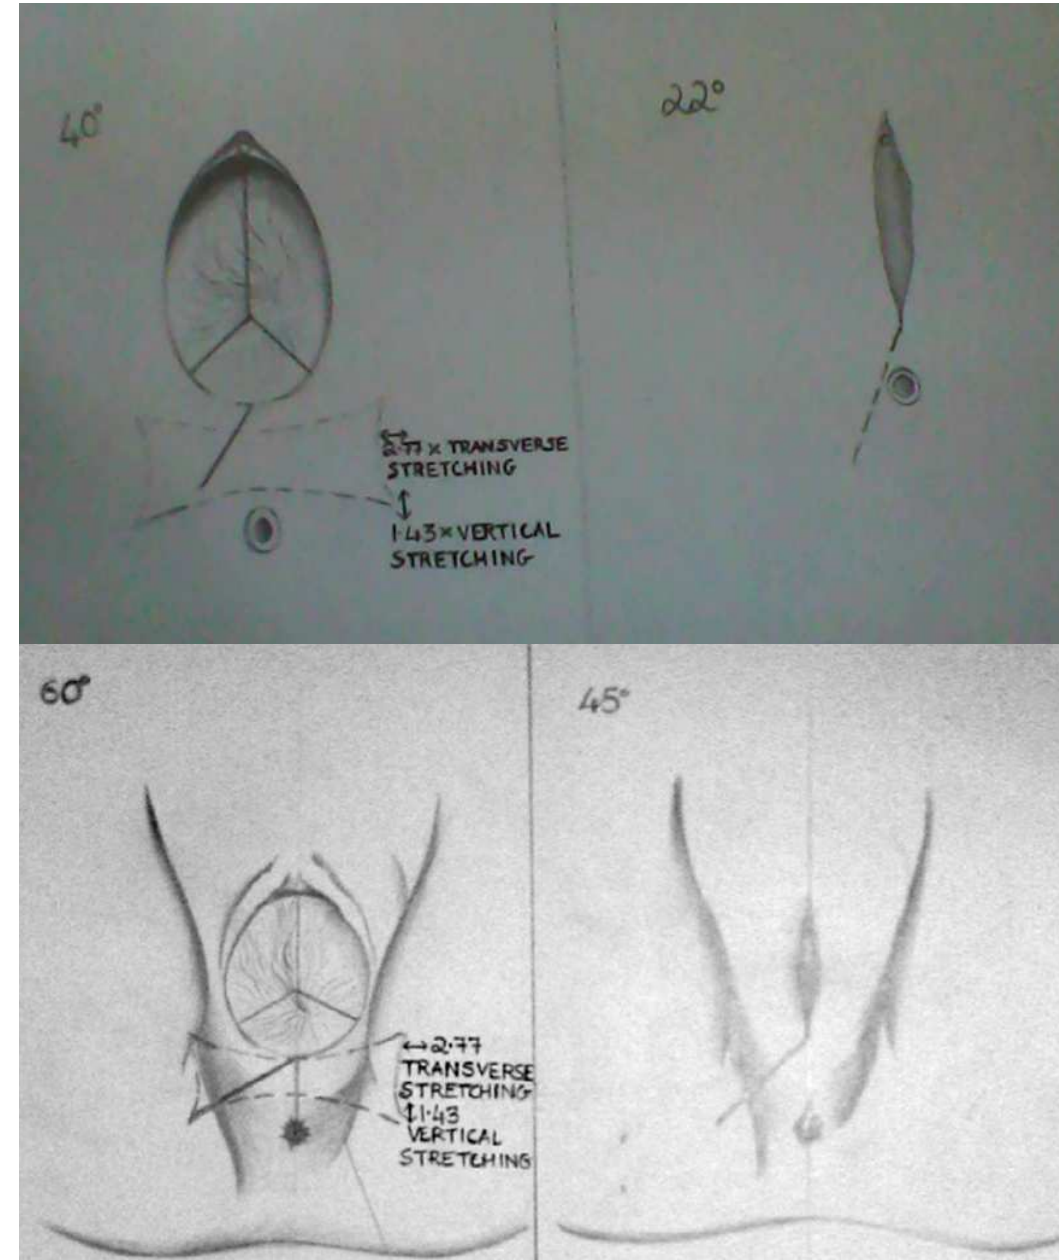 40°
22°
2.77 × TRANSVERSE
STRETCHING
1.43 × VERTICAL
STRETCHING
60°
45°
↔2.77
TRANSVERSE
STRETCHING
↕1.43
VERTICAL
STRETCHING